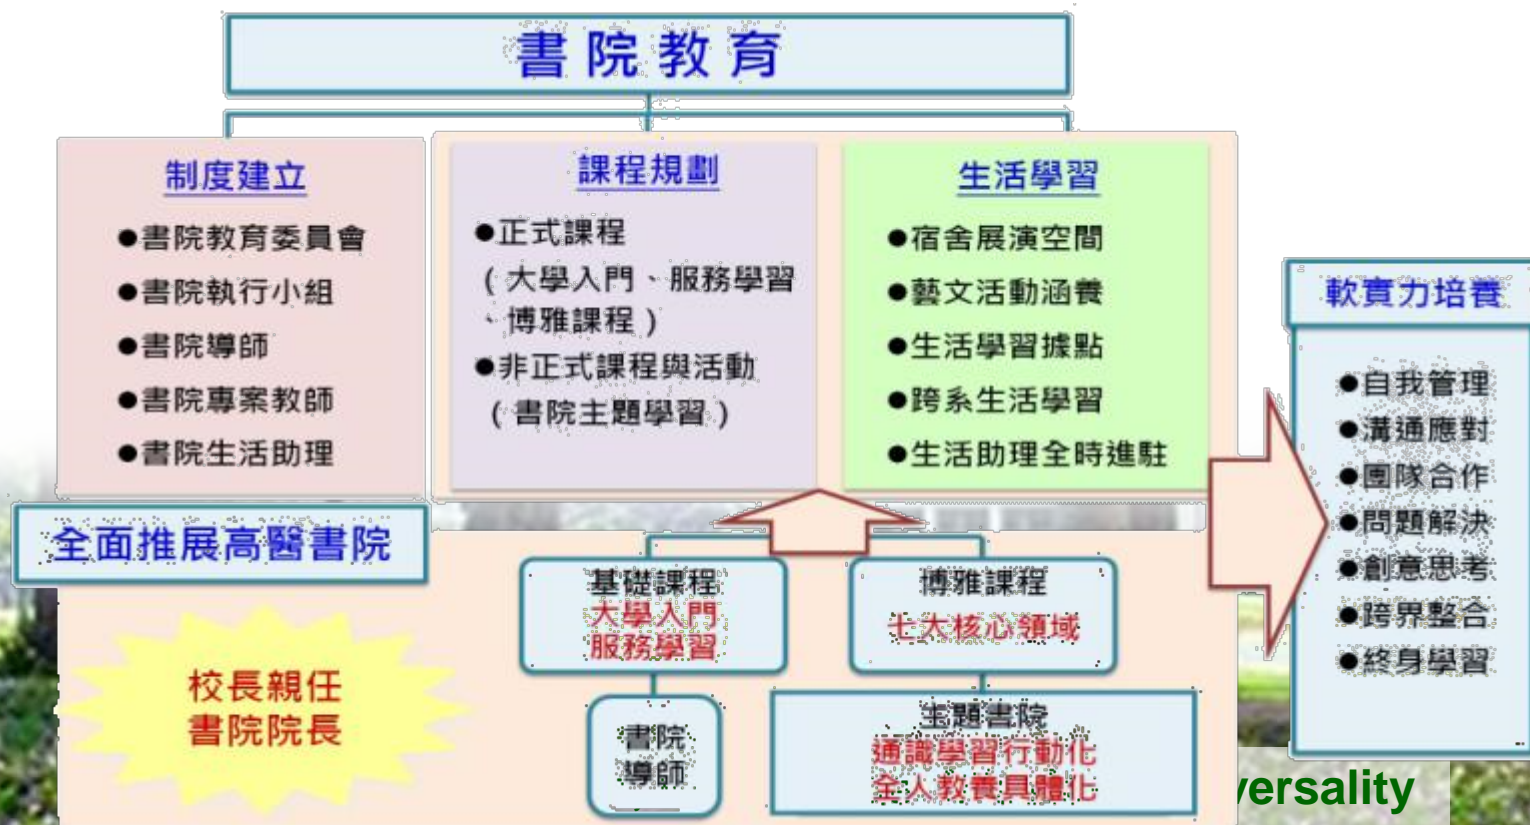 書院教育
制度建立
●書院教育委員會
●書院執行小組
●書院導師
●書院專案教師
●書院生活助理
課程規劃
●正式課程
(大學入門、服務學習
、博雅課程)
●非正式課程與活動
(書院主題學習)
生活學習
●宿舍展演空間
●藝文活動涵養
●生活學習據點
●跨系生活學習
●生活助理全時進駐
軟實力培養
●自我管理
●溝通應對
●團隊合作
●問題解決
●創意思考
●跨界整合
●終身學習
全面推展高醫書院
校長親任
書院院長
基礎課程
大學入門
服務學習
博雅課程
七大核心領域
書院
導師
主題書院
通識學習行動化
全人教養具體化
versality